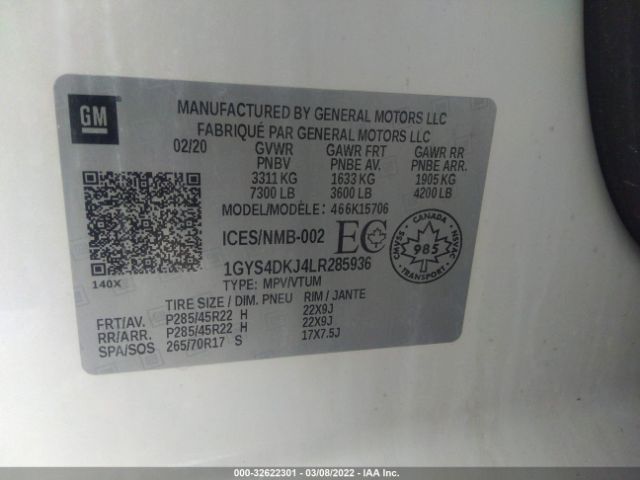 GM
MANUFACTURED BY GENERAL MOTORS LLC
FABRIQUÉ PAR GENERAL MOTORS LLC
02/20 GVWR GAWR FRT GAWR RR
PNBV PNBE AV. PNBE ARR.
3311 KG 1633 KG 1905 KG
7300 LB 3600 LB 4200 LB
MODEL/MODÈLE: 466K15706
ICES/NMB-002 EC
CANADA
CMVSS 985 NSVAC
1GYS4DKJ4LR285936
140X
TYPE: MPV/VTUM
TIRE SIZE / DIM. PNEU RIM / JANTE
FRT/AV. P285/45R22 H 22X9J
RR/ARR. P285/45R22 H 22X9J
SPA/SOS 265/70R17 S 17X7.5J
000-32622301 - 03/08/2022 - IAA Inc.